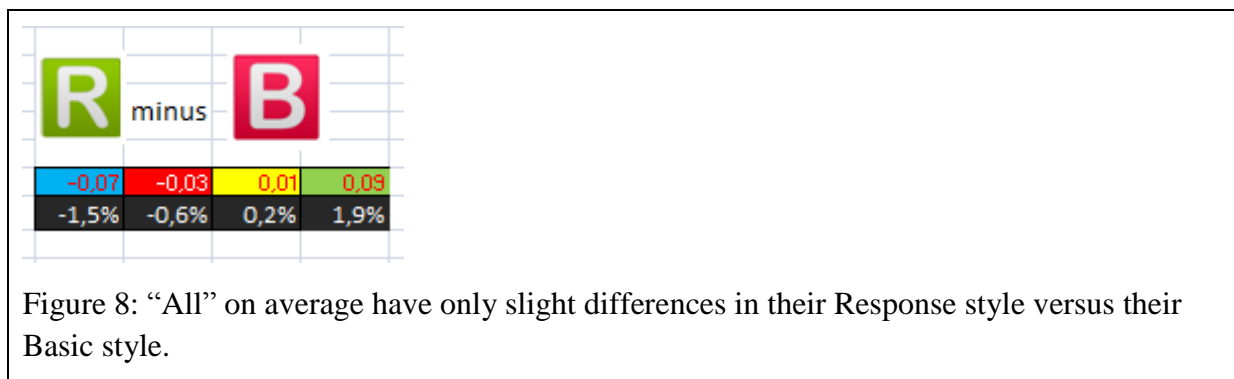 R minus B
-0,07 -0,03 0,01 0,09
-1,5% -0,6% 0,2% 1,9%
Figure 8: “All” on average have only slight differences in their Response style versus their
Basic style.